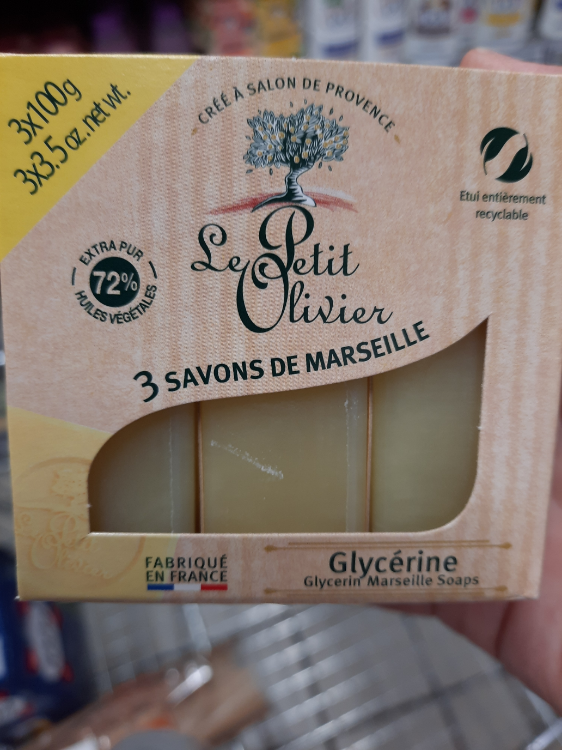 3x100g
3x3.5 oz. net wt.
CRÉÉ À SALON DE PROVENCE
Etui entièrement
recyclable
EXTRA PUR
72%
HUILES VÉGÉTALES
Le Petit
Olivier
3 SAVONS DE MARSEILLE
FABRIQUÉ
EN FRANCE
Glycérine
Glycerin Marseille Soaps